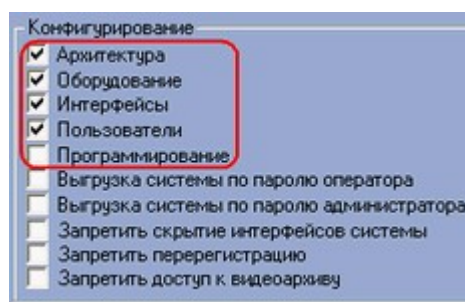 Конфигурирование
Архитектура
Оборудование
Интерфейсы
Пользователи
Программирование
Выгрузка системы по паролю оператора
Выгрузка системы по паролю администратора
Запретить скрытие интерфейсов системы
Запретить перерегистрацию
Запретить доступ к видеоархиву